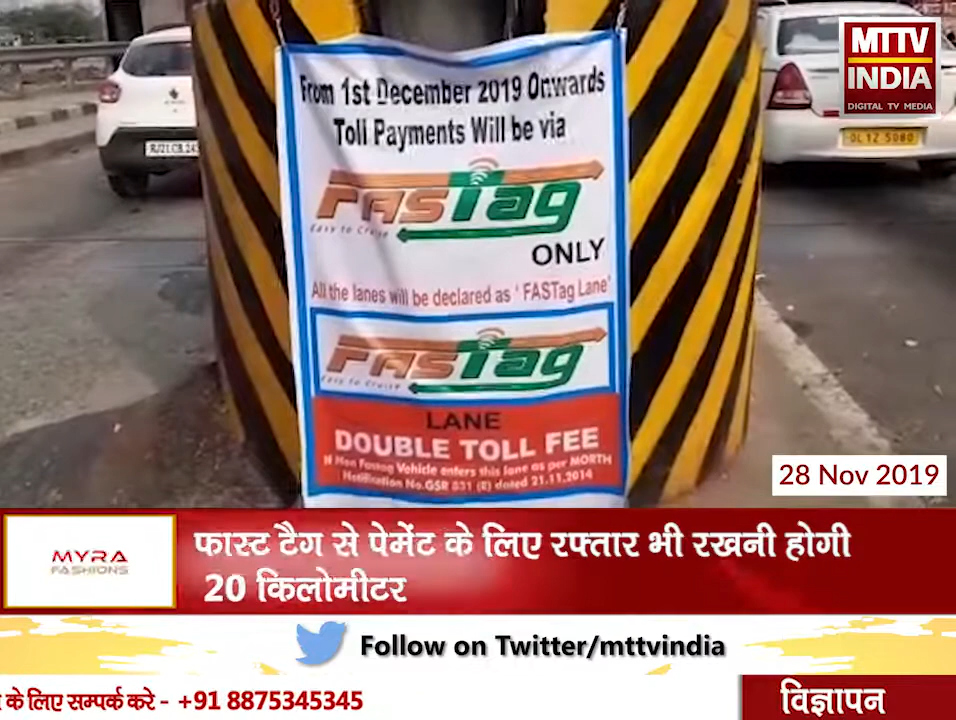 MTTV
INDIA
DIGITAL TV MEDIA
From 1st December 2019 Onwards
Toll Payments Will be via
FASTag
Easy to Cruise
ONLY
All the lanes will be declared as ' FASTag Lane'
FASTag
Easy to Cruise
LANE
DOUBLE TOLL FEE
If Non Fastag Vehicle enters this lane as per MORTH
Notification No.GSR 831 (E) dated 21.11.2014
DL1Z 5080
28 Nov 2019
MYRA
FASHIONS
फास्ट टैग से पेमेंट के लिए रफ्तार भी रखनी होगी
20 किलोमीटर
Follow on Twitter/mttvindia
के लिए सम्पर्क करे - +91 8875345345
विज्ञापन